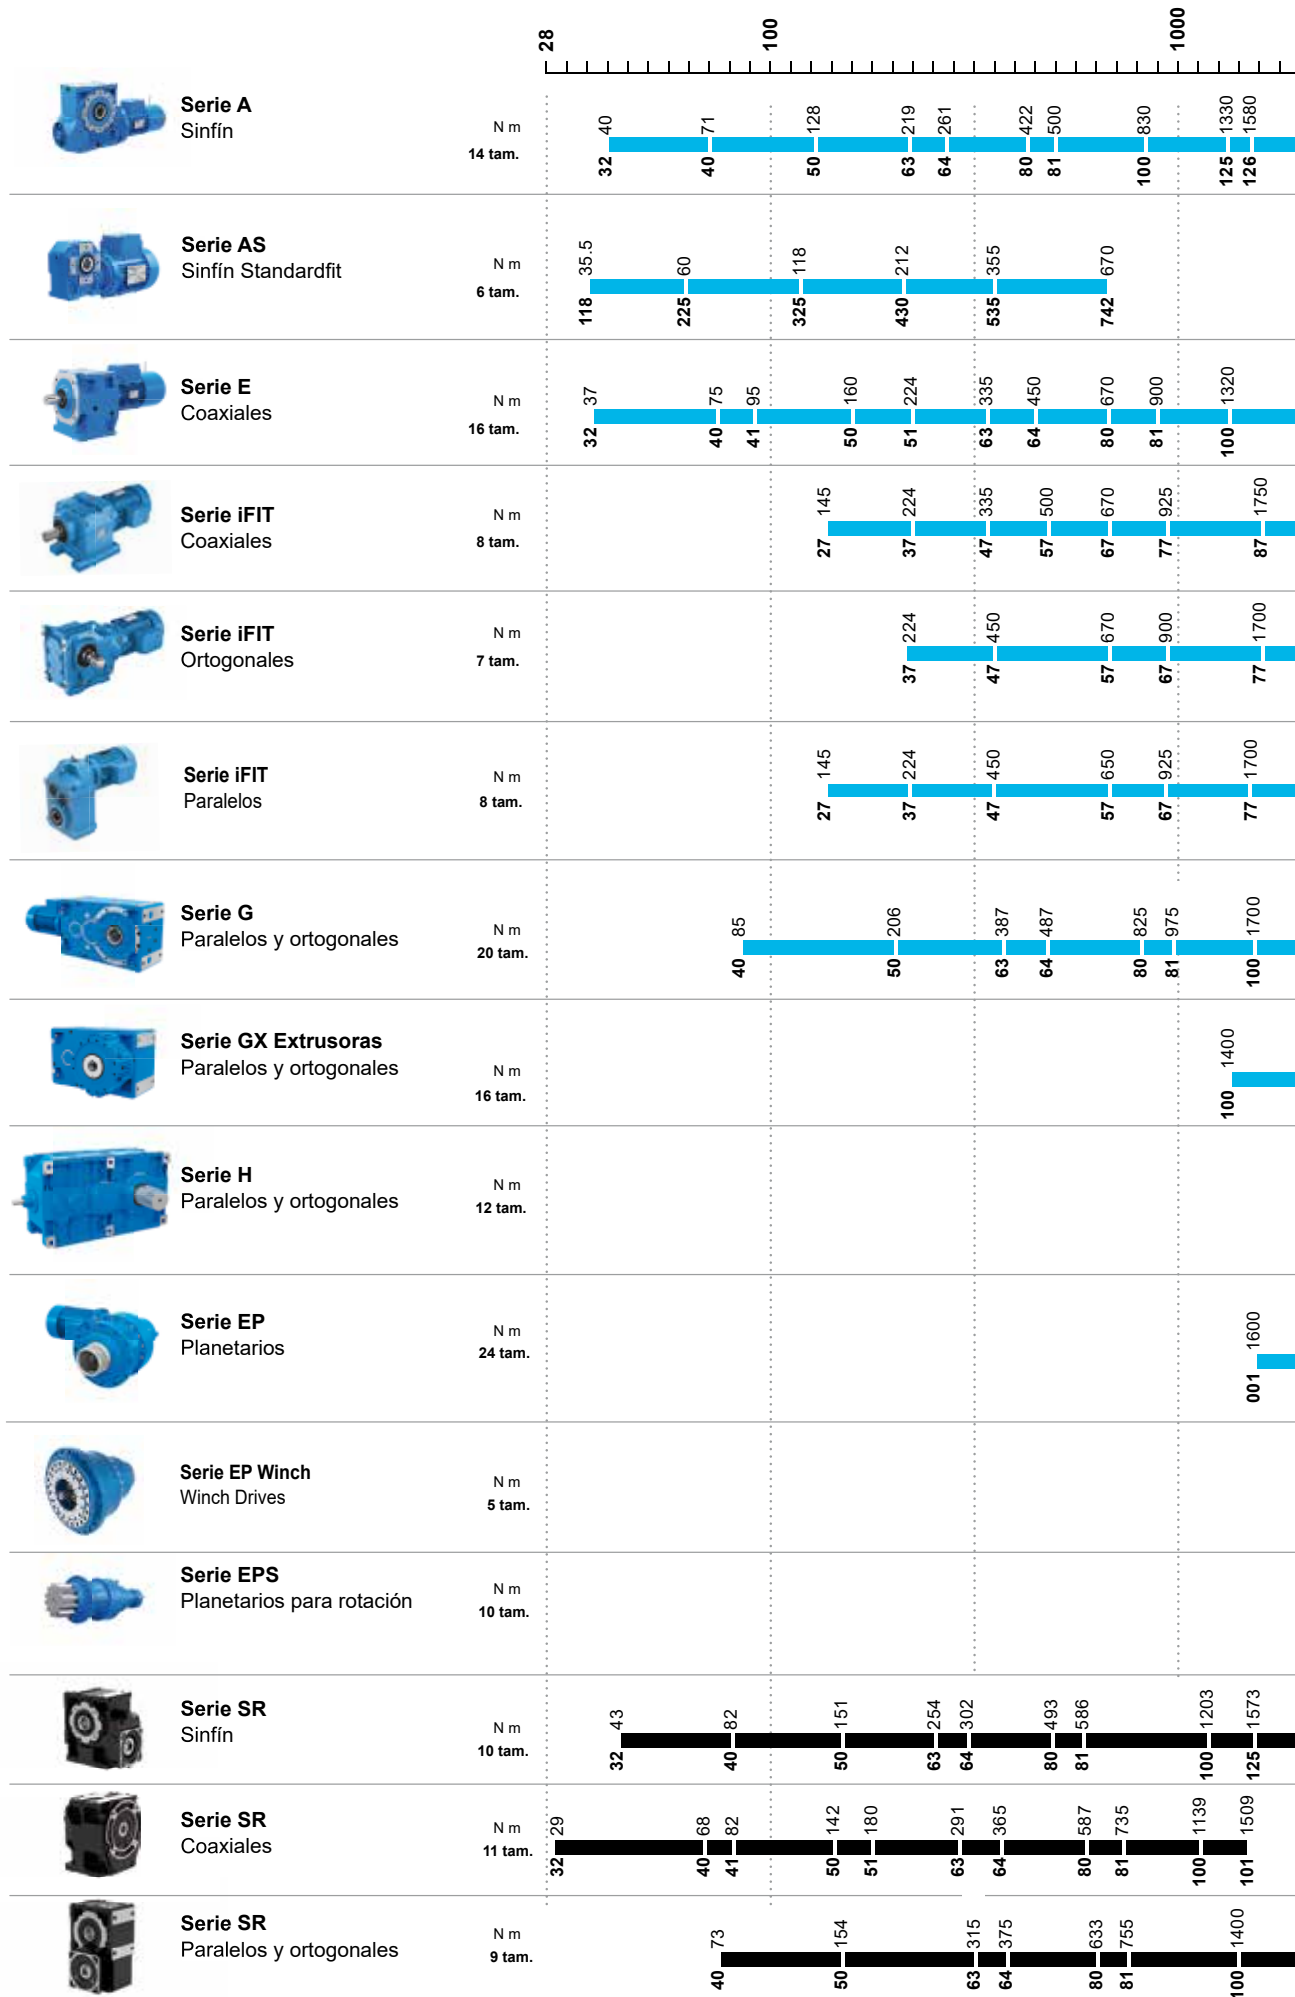 28 100 1000
Serie A
Sinfín
N m 40 71 128 219 261 422 500 830 1330 1580
14 tam. 32 40 50 63 64 80 81 100 125 126
Serie AS
Sinfín Standardfit
N m 35.5 60 118 212 355 670
6 tam. 118 225 325 430 535 742
Serie E
Coaxiales
N m 37 75 95 160 224 335 450 670 900 1320
16 tam. 32 40 41 50 51 63 64 80 81 100
Serie iFIT
Coaxiales
N m 145 224 335 500 670 925 1750
8 tam. 27 37 47 57 67 77 87
Serie iFIT
Ortogonales
N m 224 450 670 900 1700
7 tam. 37 47 57 67 77
Serie iFIT
Paralelos
N m 145 224 450 650 925 1700
8 tam. 27 37 47 57 67 77
Serie G
Paralelos y ortogonales
N m 85 206 387 487 825 975 1700
20 tam. 40 50 63 64 80 81 100
Serie GX Extrusoras
Paralelos y ortogonales
N m 1400
16 tam. 100
Serie H
Paralelos y ortogonales
N m
12 tam.
Serie EP
Planetarios
N m 1600
24 tam. 001
Serie EP Winch
Winch Drives
N m
5 tam.
Serie EPS
Planetarios para rotación
N m
10 tam.
Serie SR
Sinfín
N m 43 82 151 254 302 493 586 1203 1573
10 tam. 32 40 50 63 64 80 81 100 125
Serie SR
Coaxiales
N m 29 68 82 142 180 291 365 587 735 1139 1509
11 tam. 32 40 41 50 51 63 64 80 81 100 101
Serie SR
Paralelos y ortogonales
N m 73 154 315 375 633 755 1400
9 tam. 40 50 63 64 80 81 100